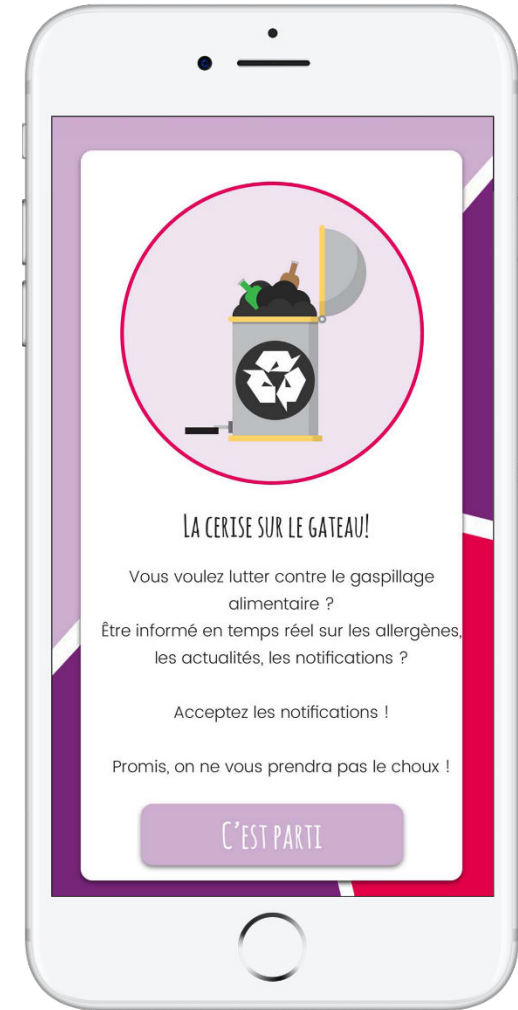 La cerise sur le gateau!
Vous voulez lutter contre le gaspillage
alimentaire ?
Être informé en temps réel sur les allergènes,
les actualités, les notifications ?
Acceptez les notifications !
Promis, on ne vous prendra pas le choux !
C'est parti